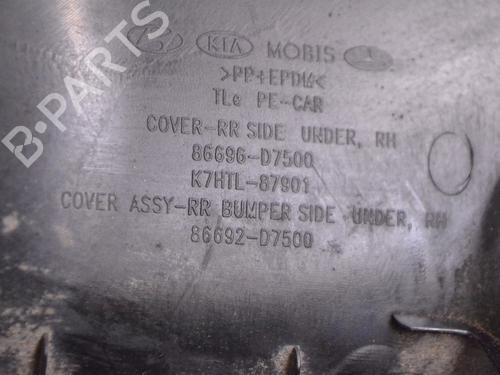 KIA MOBIS
>PP+EPDM<
TLe PE-CAR
COVER-RR SIDE UNDER, RH
86696-D7500
K7HTL-87901
COVER ASSY-RR BUMPER SIDE UNDER, RH
86692-D7500
B-PARTS